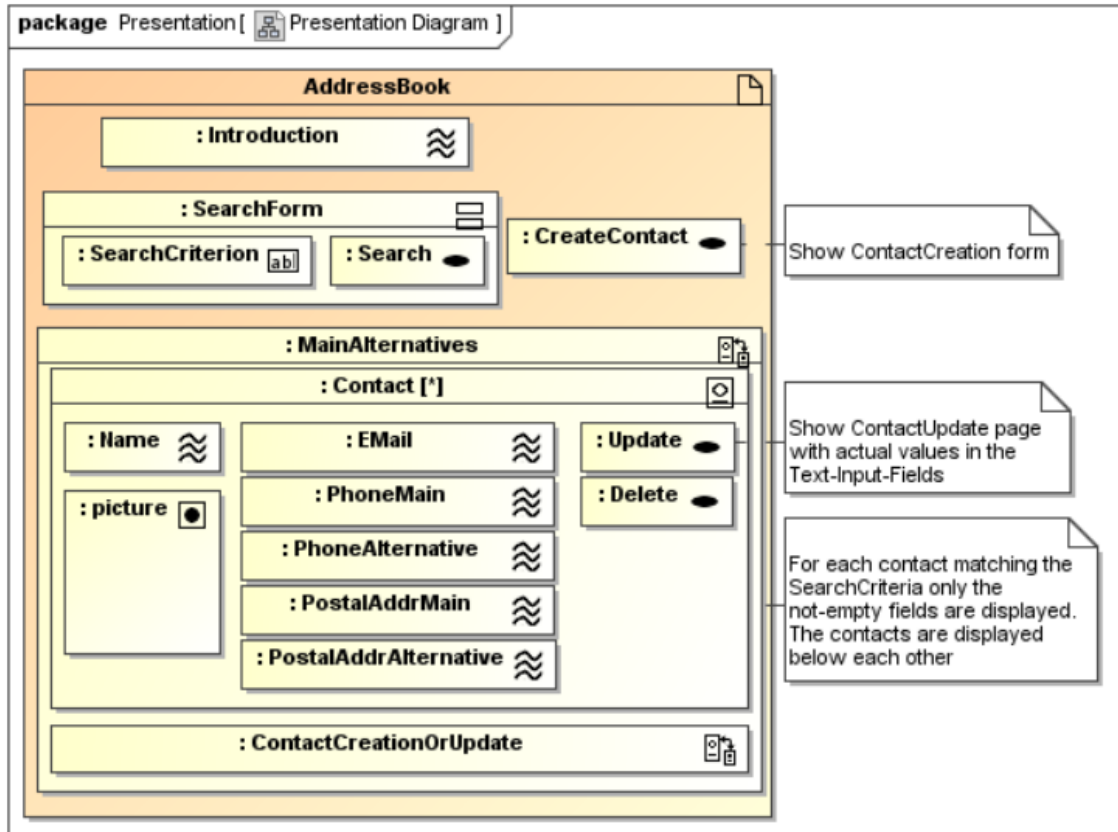 package Presentation [ Presentation Diagram ]
AddressBook
: Introduction
: SearchForm
: SearchCriterion ab|
: Search
: CreateContact
Show ContactCreation form
: MainAlternatives
: Contact [*]
: Name
: EMail
: Update
Show ContactUpdate page
with actual values in the
Text-Input-Fields
: picture
: PhoneMain
: Delete
: PhoneAlternative
: PostalAddrMain
: PostalAddrAlternative
For each contact matching the
SearchCriteria only the
not-empty fields are displayed.
The contacts are displayed
below each other
: ContactCreationOrUpdate